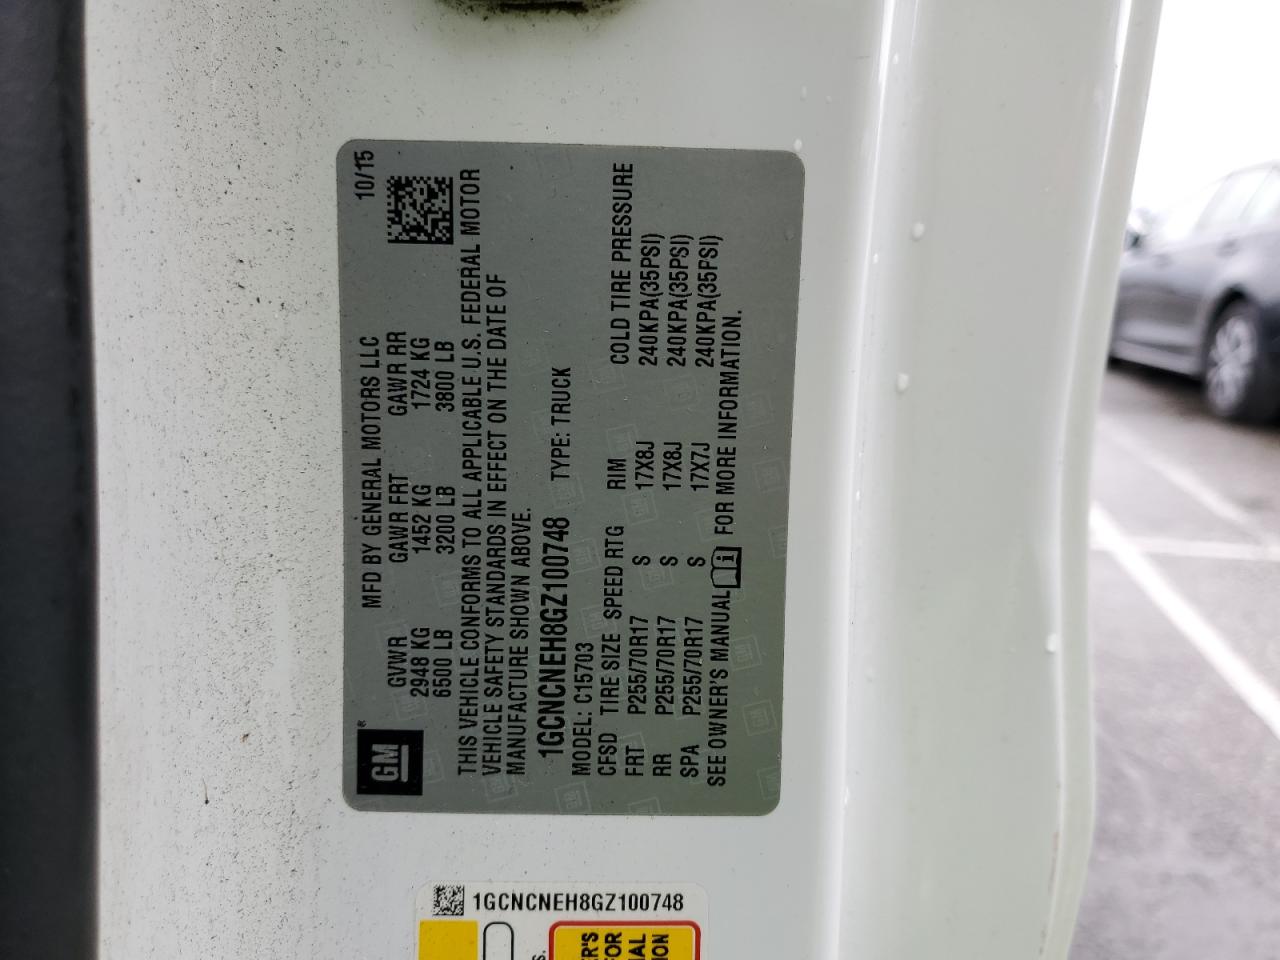 MFD BY GENERAL MOTORS LLC 10/15
GM®
GVWR GAWR FRT GAWR RR
2948 KG 1452 KG 1724 KG
6500 LB 3200 LB 3800 LB
THIS VEHICLE CONFORMS TO ALL APPLICABLE U.S. FEDERAL MOTOR
VEHICLE SAFETY STANDARDS IN EFFECT ON THE DATE OF
MANUFACTURE SHOWN ABOVE.
1GCNCNEH8GZ100748 TYPE: TRUCK
MODEL: C15703
CFSD TIRE SIZE SPEED RTG RIM COLD TIRE PRESSURE
FRT P255/70R17 S 17X8J 240KPA(35PSI)
RR P255/70R17 S 17X8J 240KPA(35PSI)
SPA P255/70R17 S 17X7J 240KPA(35PSI)
SEE OWNER'S MANUAL FOR MORE INFORMATION.
1GCNCNEH8GZ100748